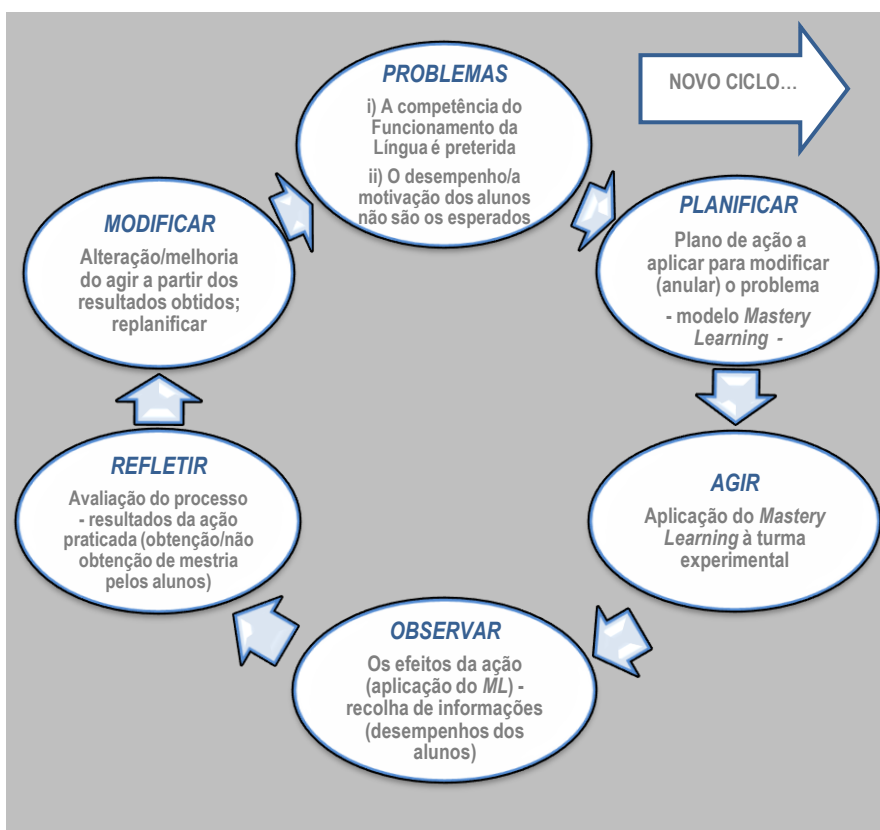 PROBLEMAS
i) A competência do
Funcionamento da
Língua é preterida
ii) O desempenho/a
motivação dos alunos
não são os esperados
NOVO CICLO…
PLANIFICAR
Plano de ação a
aplicar para modificar
(anular) o problema
- modelo Mastery
Learning -
AGIR
Aplicação do Mastery
Learning à turma
experimental
OBSERVAR
Os efeitos da ação
(aplicação do ML) -
recolha de informações
(desempenhos dos
alunos)
REFLETIR
Avaliação do processo
- resultados da ação
praticada (obtenção/não
obtenção de mestria
pelos alunos)
MODIFICAR
Alteração/melhoria
do agir a partir dos
resultados obtidos;
replanificar